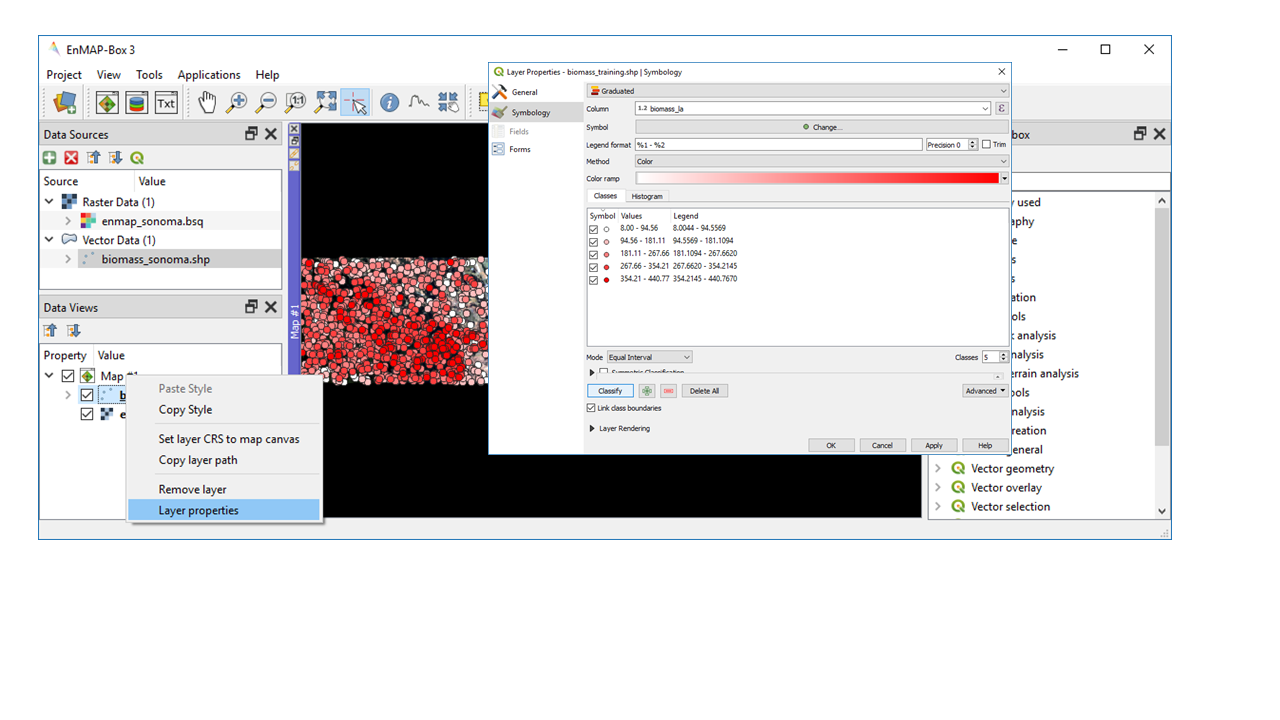 EnMAP-Box 3
Project View Tools Applications Help
1:1
Txt
Data Sources
Source Value
Raster Data (1)
enmap_sonoma.bsq
Vector Data (1)
biomass_sonoma.shp
Data Views
Property Value
Map #1
b
e
Paste Style
Copy Style
Set layer CRS to map canvas
Copy layer path
Remove layer
Layer properties
Map #1
Layer Properties - biomass_training.shp | Symbology
General
Symbology
Fields
Forms
Graduated
Column 1.2 biomass_la ε
Symbol Change...
Legend format %1 - %2 Precision 0 Trim
Method Color
Color ramp
Classes Histogram
Symbol Values Legend
8.00 - 94.56 8.0044 - 94.5569
94.56 - 181.11 94.5569 - 181.1094
181.11 - 267.66 181.1094 - 267.6620
267.66 - 354.21 267.6620 - 354.2145
354.21 - 440.77 354.2145 - 440.7670
Mode Equal Interval Classes 5
Symmetric Classification
Classify Delete All Advanced
Link class boundaries
Layer Rendering
OK Cancel Apply Help
box
y used
phy
e
s
s
ation
ols
k analysis
nalysis
errain analysis
ools
nalysis
reation
eneral
Vector geometry
Vector overlay
Vector selection